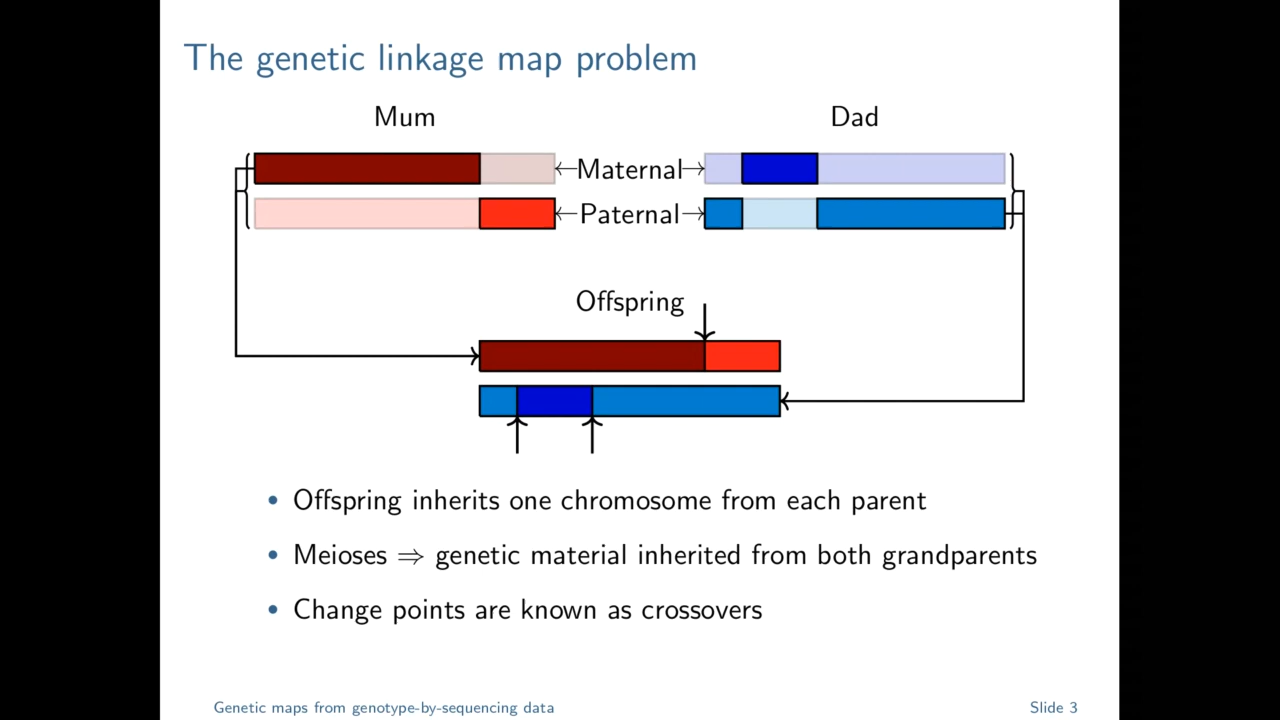 The genetic linkage map problem
Mum
Dad
Maternal
Paternal
Offspring
• Offspring inherits one chromosome from each parent
• Meioses ⇒ genetic material inherited from both grandparents
• Change points are known as crossovers
Genetic maps from genotype-by-sequencing data
Slide 3